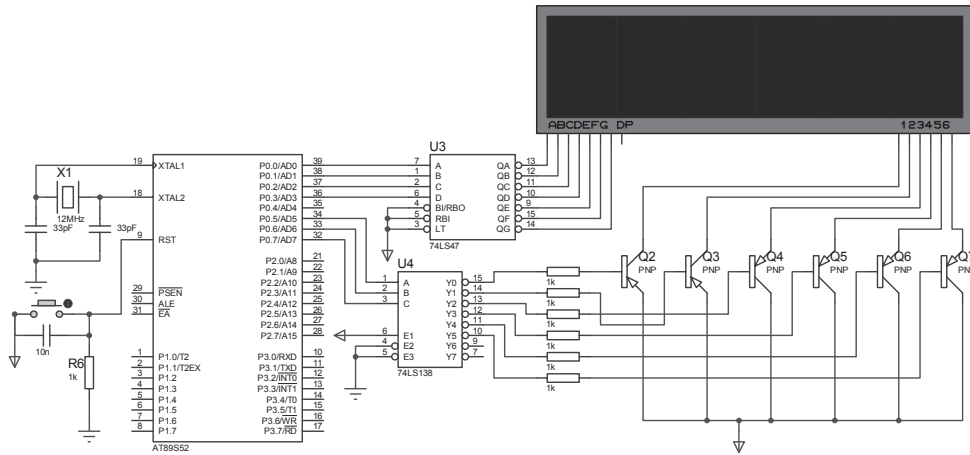 ABCDEFG DP
123456
X1
12MHz
33pF
33pF
19
18
9
29
30
31
1
2
3
4
5
6
7
8
XTAL1
XTAL2
RST
PSEN
ALE
EA
P1.0/T2
P1.1/T2EX
P1.2
P1.3
P1.4
P1.5
P1.6
P1.7
P0.0/AD0
P0.1/AD1
P0.2/AD2
P0.3/AD3
P0.4/AD4
P0.5/AD5
P0.6/AD6
P0.7/AD7
P2.0/A8
P2.1/A9
P2.2/A10
P2.3/A11
P2.4/A12
P2.5/A13
P2.6/A14
P2.7/A15
P3.0/RXD
P3.1/TXD
P3.2/INT0
P3.3/INT1
P3.4/T0
P3.5/T1
P3.6/WR
P3.7/RD
39
38
37
36
35
34
33
32
21
22
23
24
25
26
27
28
10
11
12
13
14
15
16
17
AT89S52
10n
R6
1k
U3
7
1
2
6
4
5
3
A
B
C
D
BI/RBO
RBI
LT
QA
QB
QC
QD
QE
QF
QG
13
12
11
10
9
15
14
74LS47
U4
1
2
3
6
4
5
A
B
C
E1
E2
E3
Y0
Y1
Y2
Y3
Y4
Y5
Y6
Y7
15
14
13
12
11
10
9
7
74LS138
1k
1k
1k
1k
1k
1k
Q2
PNP
Q3
PNP
Q4
PNP
Q5
PNP
Q6
PNP
Q7
PNP